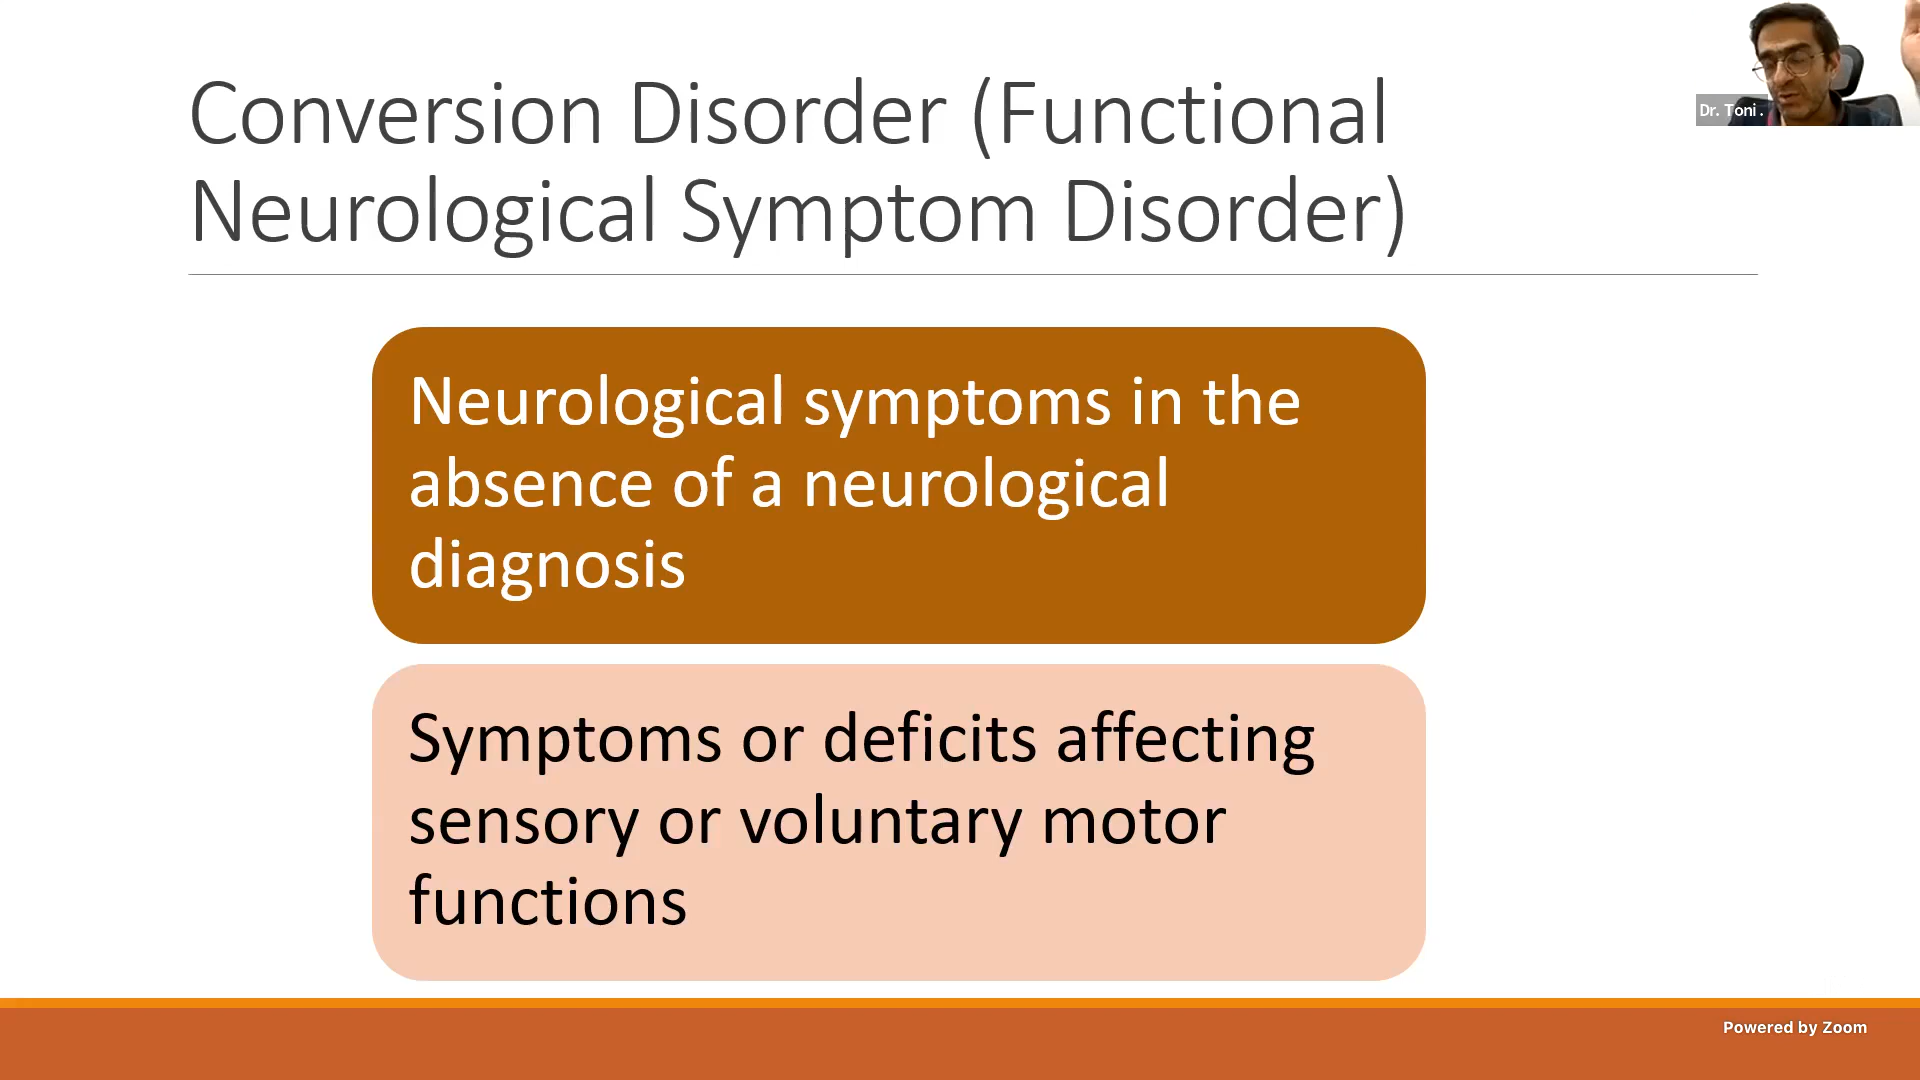 Conversion Disorder (Functional
Neurological Symptom Disorder)
Dr. Toni .
Neurological symptoms in the
absence of a neurological
diagnosis
Symptoms or deficits affecting
sensory or voluntary motor
functions
Powered by Zoom